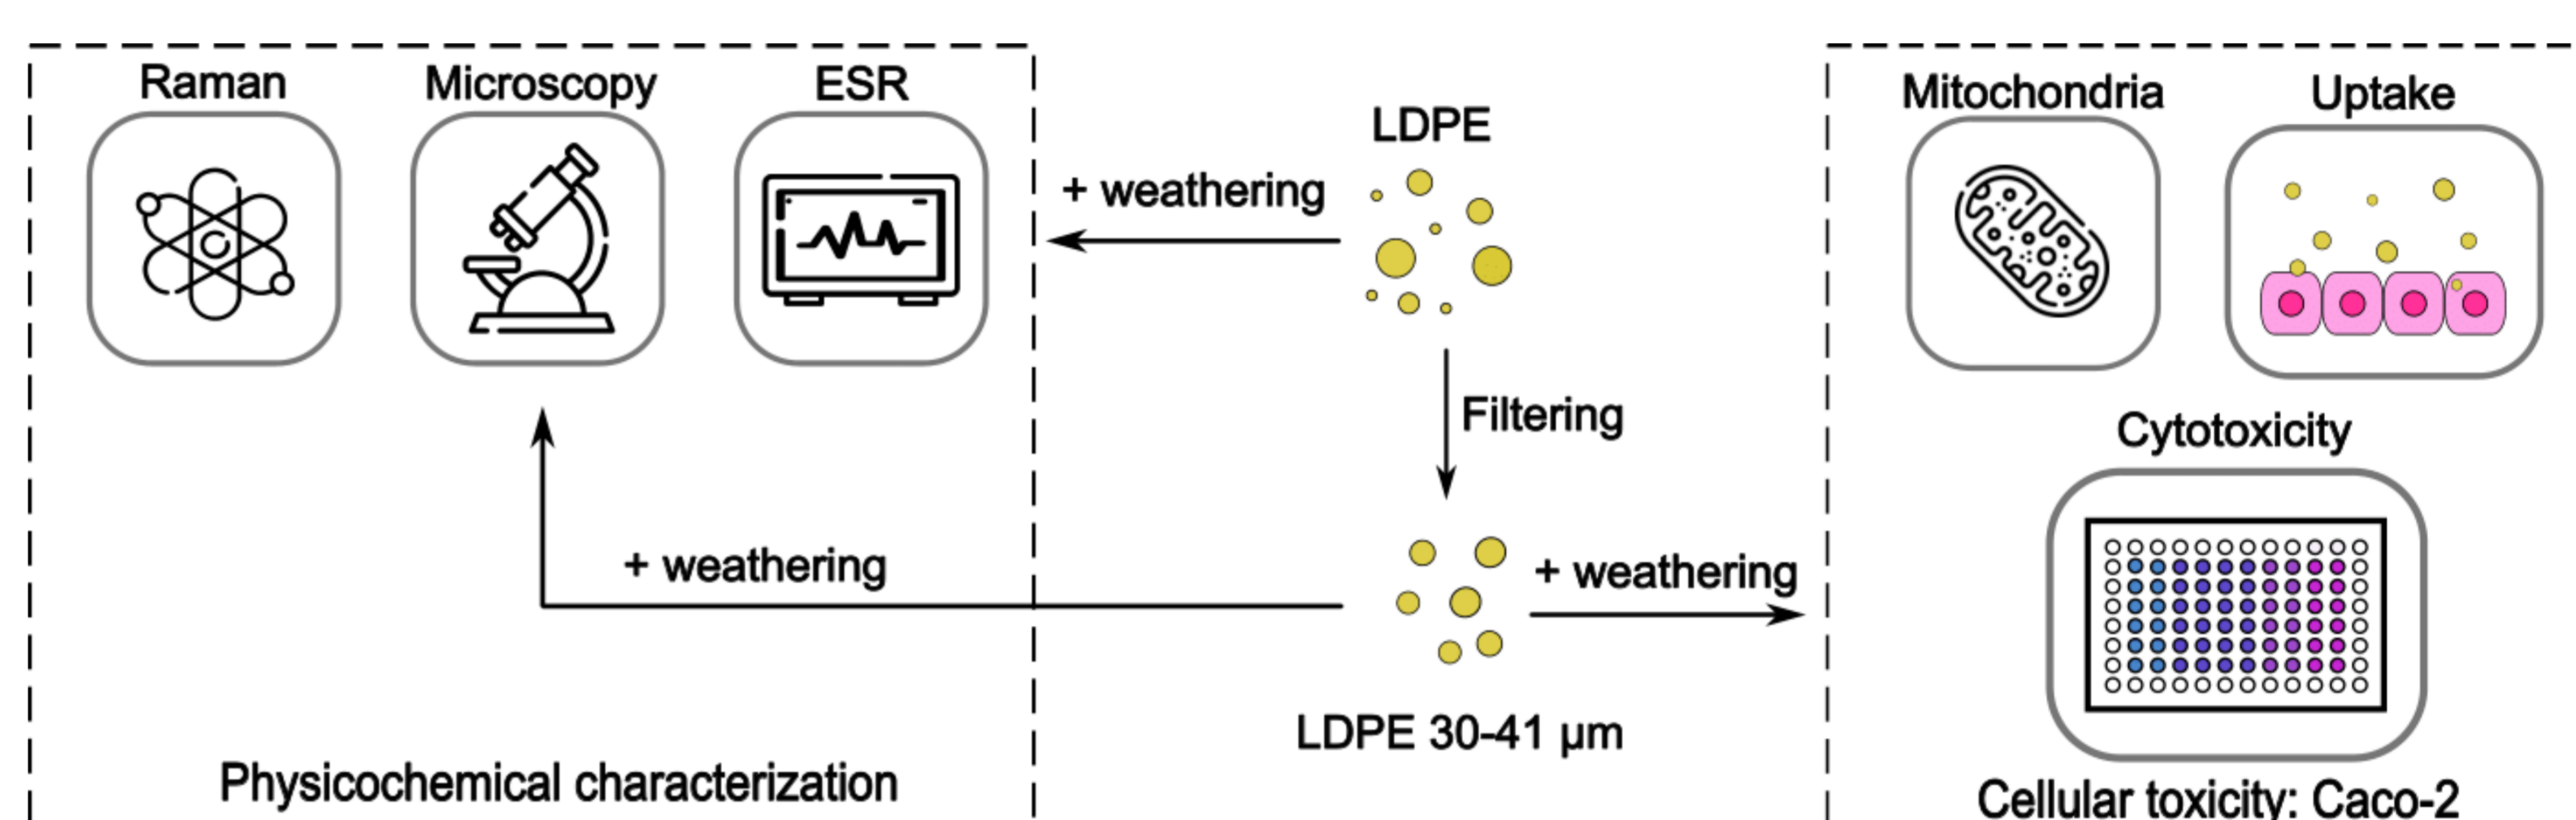 Raman
Microscopy
ESR
+ weathering
LDPE
Mitochondria
Uptake
Filtering
Cytotoxicity
+ weathering
+ weathering
LDPE 30-41 µm
Physicochemical characterization
Cellular toxicity: Caco-2